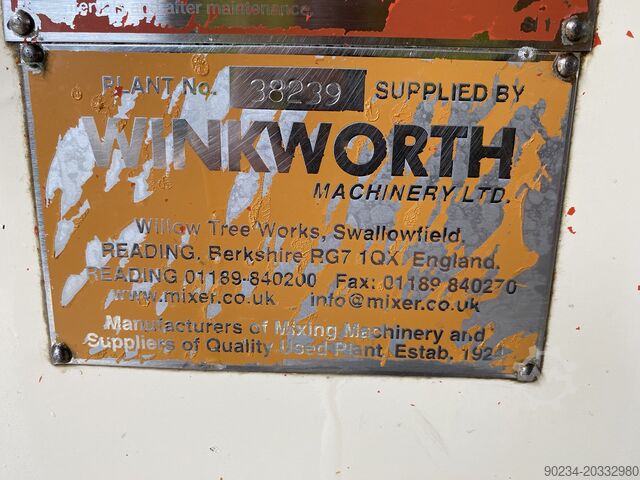 after maintenance.
PLANT No. 38239 SUPPLIED BY
WINKWORTH
MACHINERY LTD.
Willow Tree Works, Swallowfield,
READING, Berkshire RG7 1QX. England.
READING 01189-840200 Fax: 01189 840270
www.mixer.co.uk info@mixer.co.uk
Manufacturers of Mixing Machinery and
Suppliers of Quality Used Plant, Estab. 1924
90234-20332980